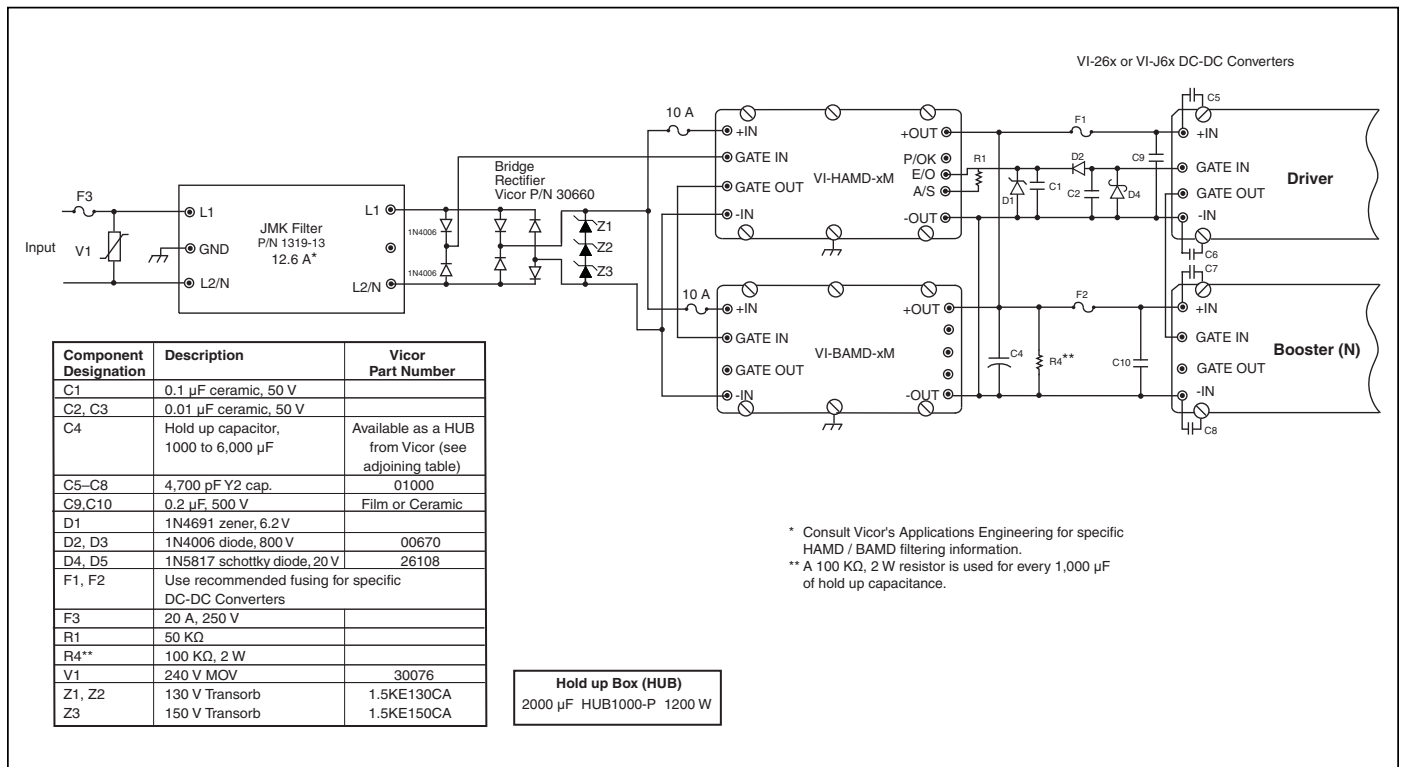 VI-26x or VI-J6x DC-DC Converters
F3
Input
V1
L1
GND
L2/N
JMK Filter
P/N 1319-13
12.6 A*
L1
L2/N
1N4006
1N4006
Bridge
Rectifier
Vicor P/N 30660
Z1
Z2
Z3
10 A
+IN
GATE IN
GATE OUT
-IN
VI-HAMD-xM
+OUT
P/OK
E/O
A/S
-OUT
R1
D1
C1
D2
C2
D4
F1
C9
C5
+IN
GATE IN
GATE OUT
-IN
Driver
C6
10 A
+IN
GATE IN
GATE OUT
-IN
VI-BAMD-xM
+OUT
-OUT
C4
R4**
F2
C10
C7
+IN
GATE IN
GATE OUT
-IN
Booster (N)
C8
Component Designation Description Vicor Part Number
C1 0.1 µF ceramic, 50 V
C2, C3 0.01 µF ceramic, 50 V
C4 Hold up capacitor, Available as a HUB
1000 to 6,000 µF from Vicor (see
adjoining table)
C5–C8 4,700 pF Y2 cap. 01000
C9,C10 0.2 µF, 500 V Film or Ceramic
D1 1N4691 zener, 6.2 V
D2, D3 1N4006 diode, 800 V 00670
D4, D5 1N5817 schottky diode, 20 V 26108
F1, F2 Use recommended fusing for specific
DC-DC Converters
F3 20 A, 250 V
R1 50 KΩ
R4** 100 KΩ, 2 W
V1 240 V MOV 30076
Z1, Z2 130 V Transorb 1.5KE130CA
Z3 150 V Transorb 1.5KE150CA
Hold up Box (HUB)
2000 µF HUB1000-P 1200 W
* Consult Vicor's Applications Engineering for specific
HAMD / BAMD filtering information.
** A 100 KΩ, 2 W resistor is used for every 1,000 µF
of hold up capacitance.